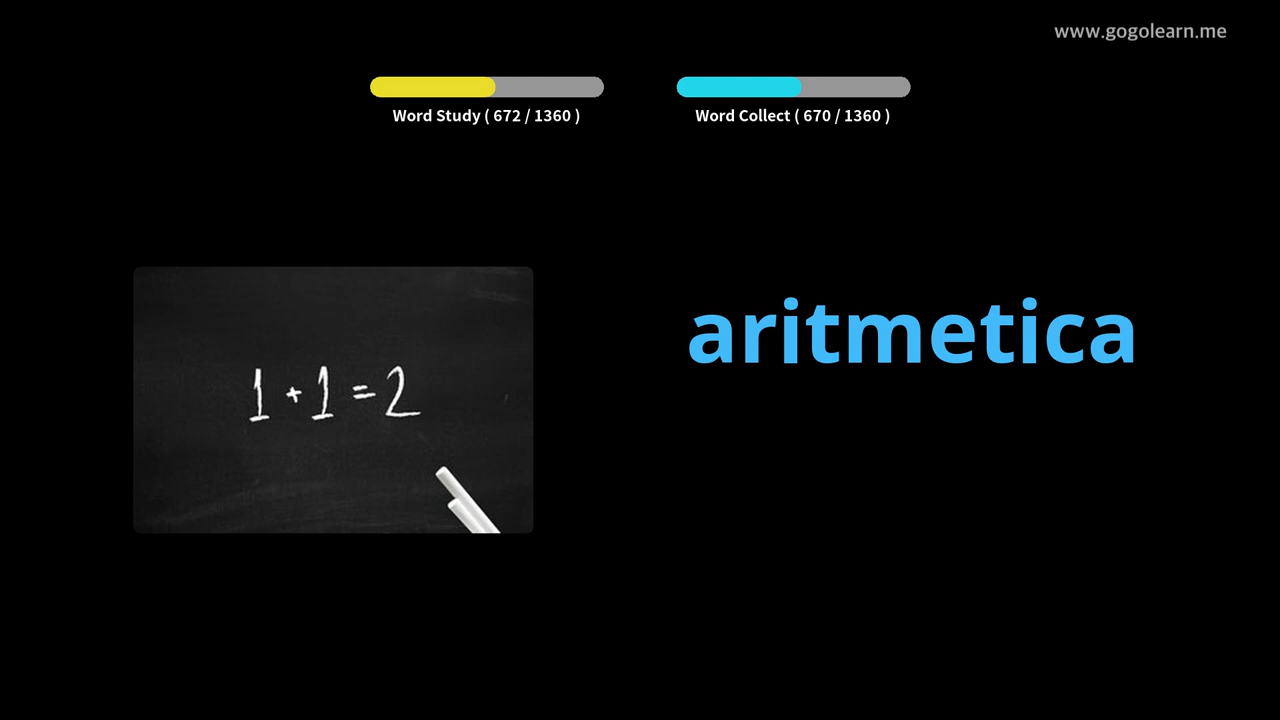 www.gogolearn.me
Word Study ( 672 / 1360 )
Word Collect ( 670 / 1360 )
aritmetica
1 + 1 = 2